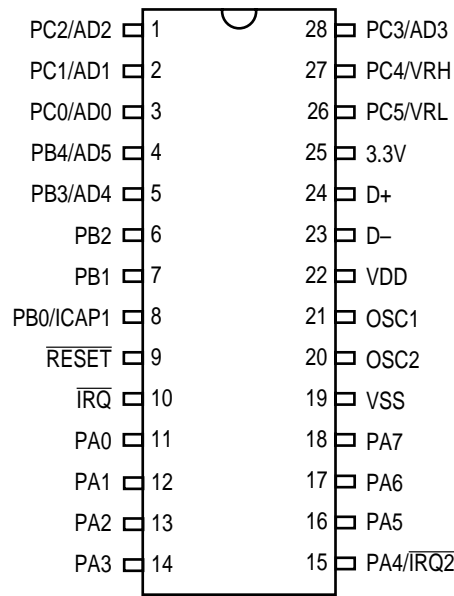 PC2/AD2 1 28 PC3/AD3
PC1/AD1 2 27 PC4/VRH
PC0/AD0 3 26 PC5/VRL
PB4/AD5 4 25 3.3V
PB3/AD4 5 24 D+
PB2 6 23 D–
PB1 7 22 VDD
PB0/ICAP1 8 21 OSC1
R̅E̅S̅E̅T̅ 9 20 OSC2
I̅R̅Q̅ 10 19 VSS
PA0 11 18 PA7
PA1 12 17 PA6
PA2 13 16 PA5
PA3 14 15 PA4/I̅R̅Q̅2̅